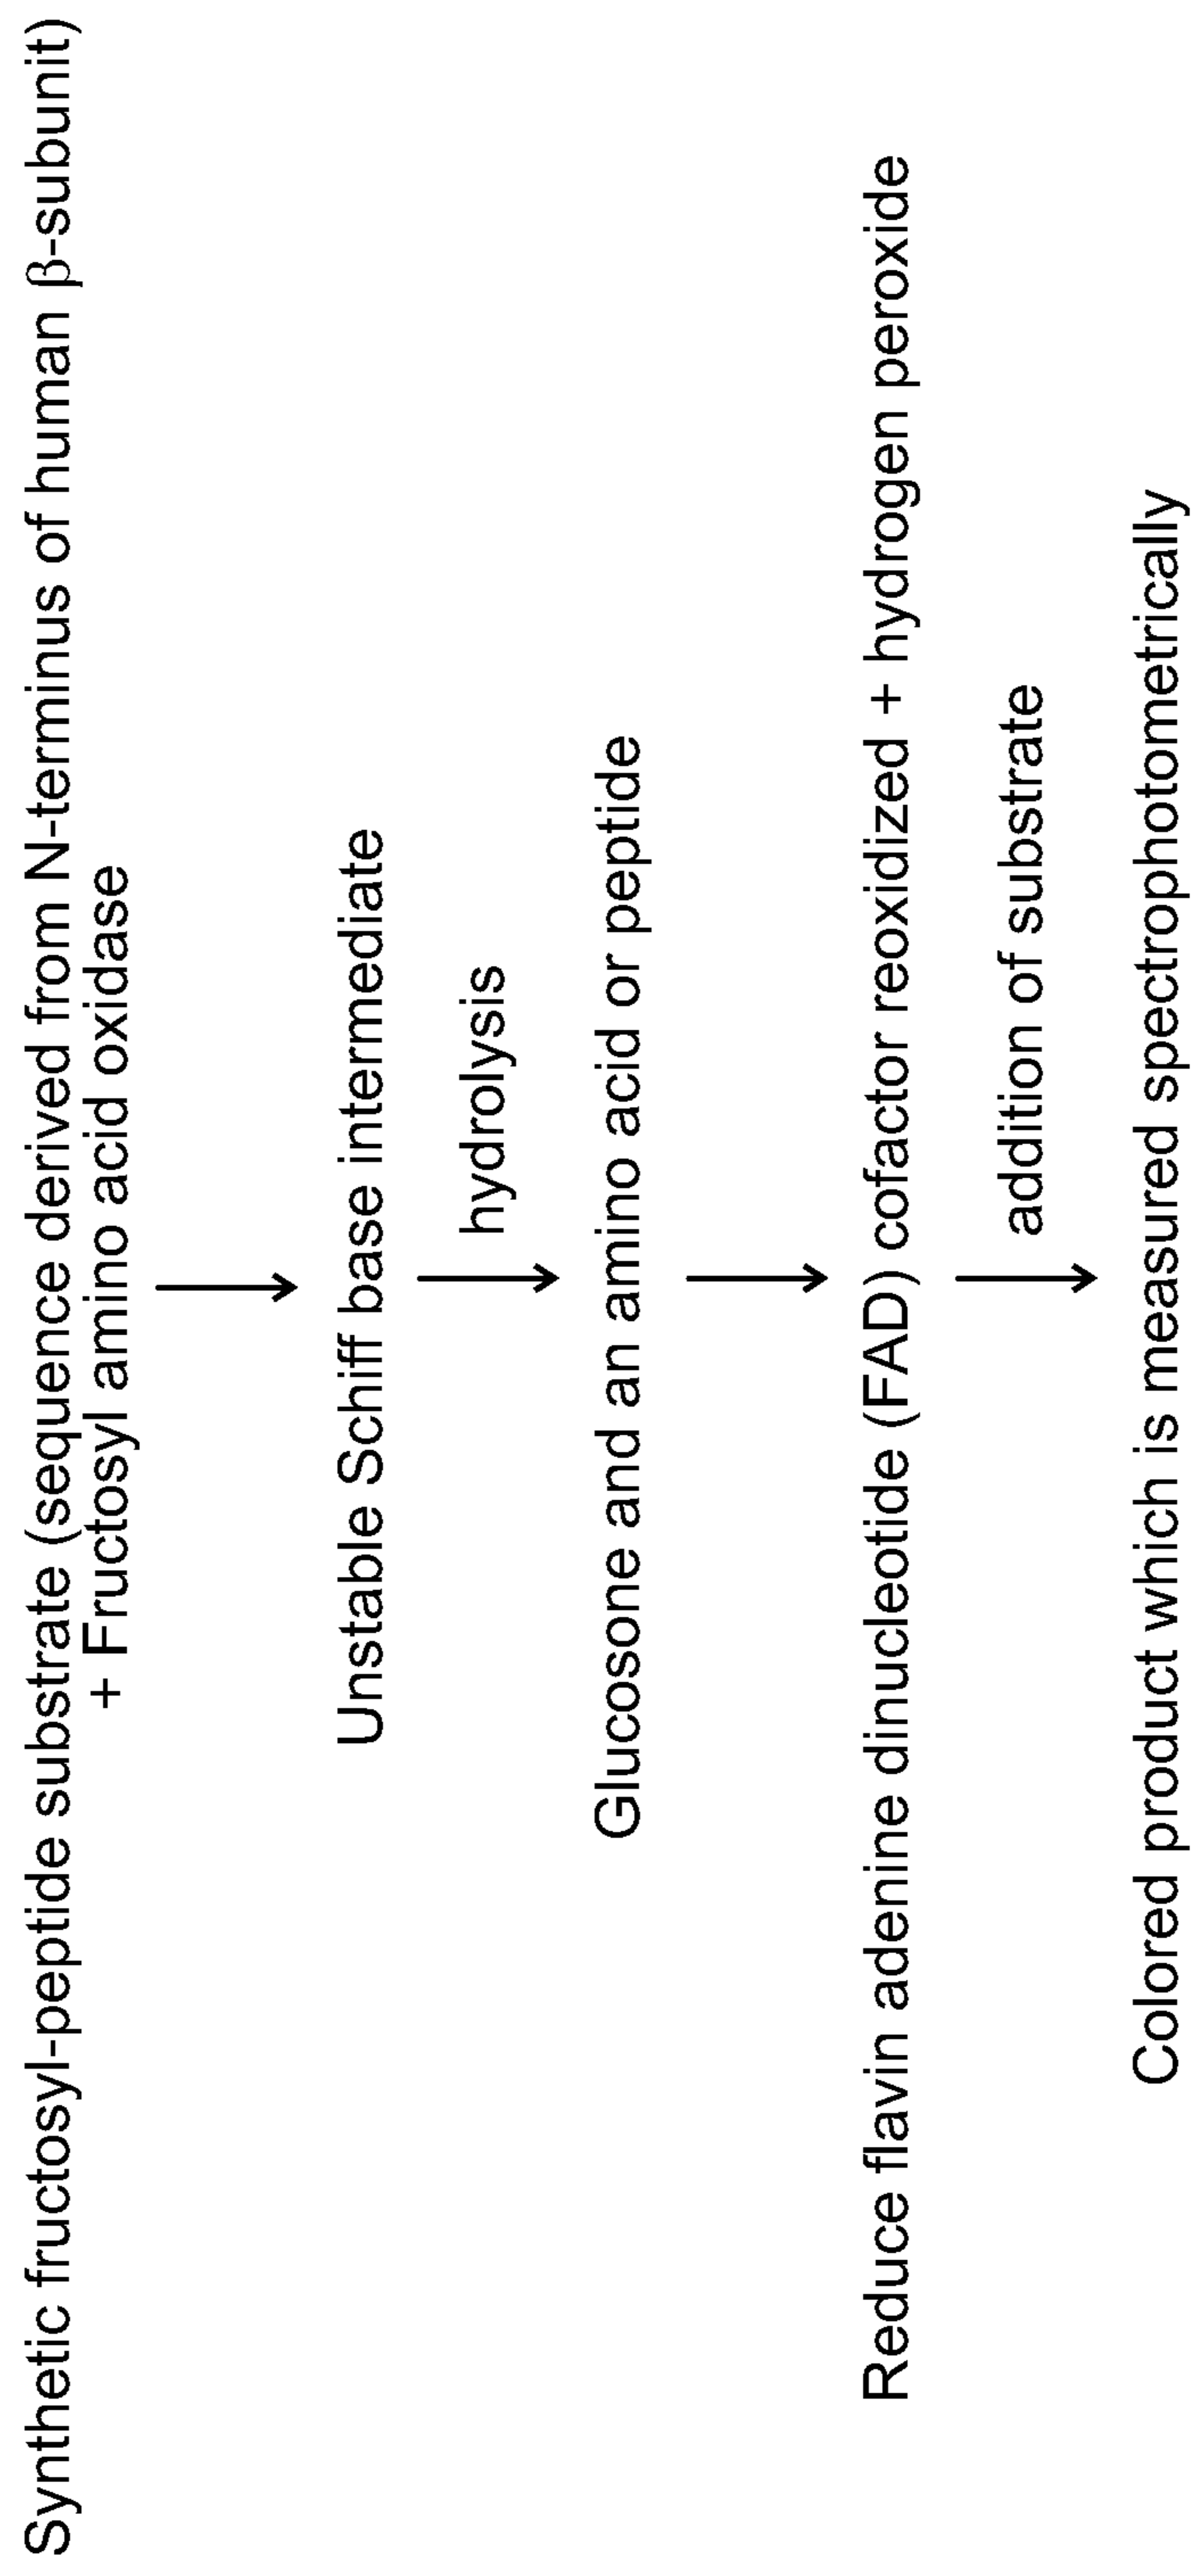 Synthetic fructosyl-peptide substrate (sequence derived from N-terminus of human β-subunit)
+ Fructosyl amino acid oxidase
Unstable Schiff base intermediate
hydrolysis
Glucosone and an amino acid or peptide
Reduce flavin adenine dinucleotide (FAD) cofactor reoxidized + hydrogen peroxide
addition of substrate
Colored product which is measured spectrophotometrically